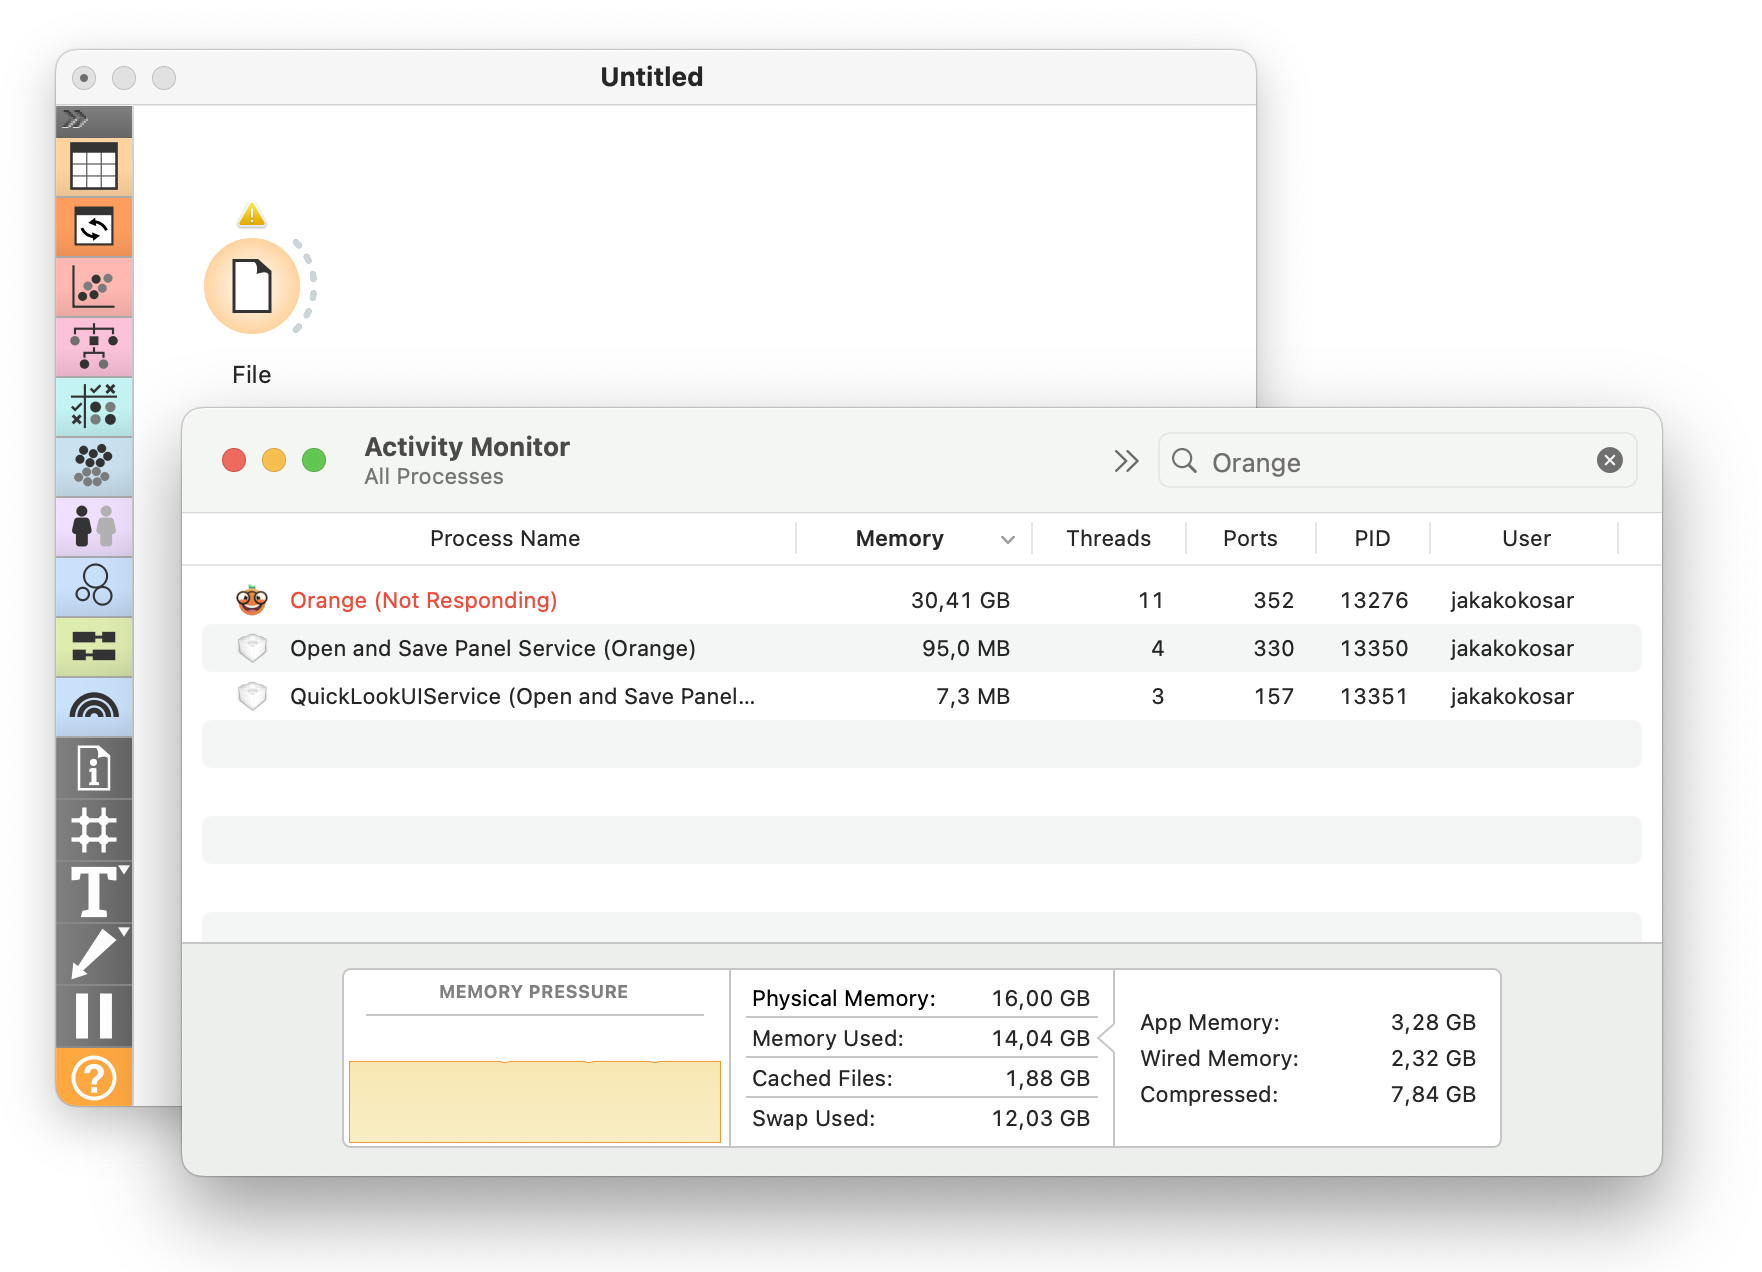 Untitled
File
Activity Monitor
All Processes
Orange
Process Name Memory Threads Ports PID User
Orange (Not Responding) 30,41 GB 11 352 13276 jakakokosar
Open and Save Panel Service (Orange) 95,0 MB 4 330 13350 jakakokosar
QuickLookUIService (Open and Save Panel... 7,3 MB 3 157 13351 jakakokosar
MEMORY PRESSURE
Physical Memory: 16,00 GB
Memory Used: 14,04 GB
Cached Files: 1,88 GB
Swap Used: 12,03 GB
App Memory: 3,28 GB
Wired Memory: 2,32 GB
Compressed: 7,84 GB